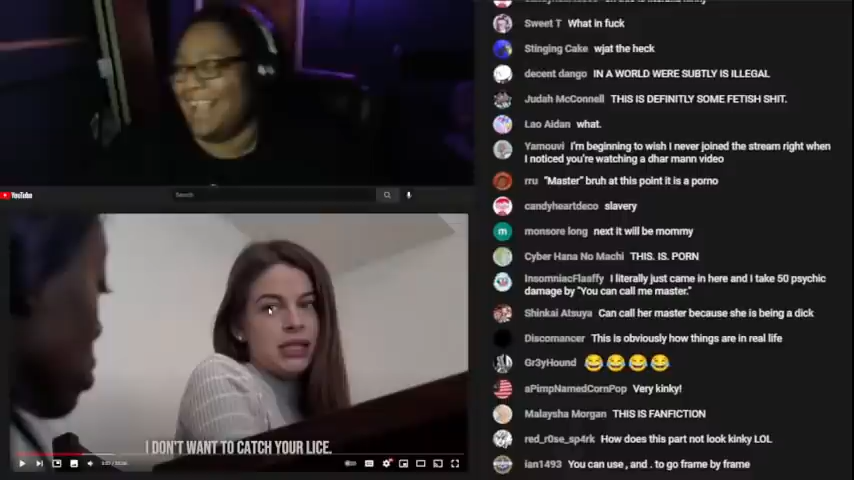 Sweet T What in fuck
Stinging Cake wjat the heck
decent dango IN A WORLD WERE SUBTLY IS ILLEGAL
Judah McConnell THIS IS DEFINITLY SOME FETISH SHIT.
Lao Aidan what.
Yamouvi I'm beginning to wish I never joined the stream right when
I noticed you're watching a dhar mann video
rru "Master" bruh at this point it is a porno
candyheartdeco slavery
m monsore long next it will be mommy
Cyber Hana No Machi THIS. IS. PORN
InsomniacFlaaffy I literally just came in here and I take 50 psychic
damage by "You can call me master."
Shinkai Atsuya Can call her master because she is being a dick
Discomancer This is obviously how things are in real life
Gr3yHound 😂😂😂😂
aPimpNamedCornPop Very kinky!
Malaysha Morgan THIS IS FANFICTION
red_r0se_sp4rk How does this part not look kinky LOL
ian1493 You can use , and . to go frame by frame
YouTube
Search
I DON'T WANT TO CATCH YOUR LICE.